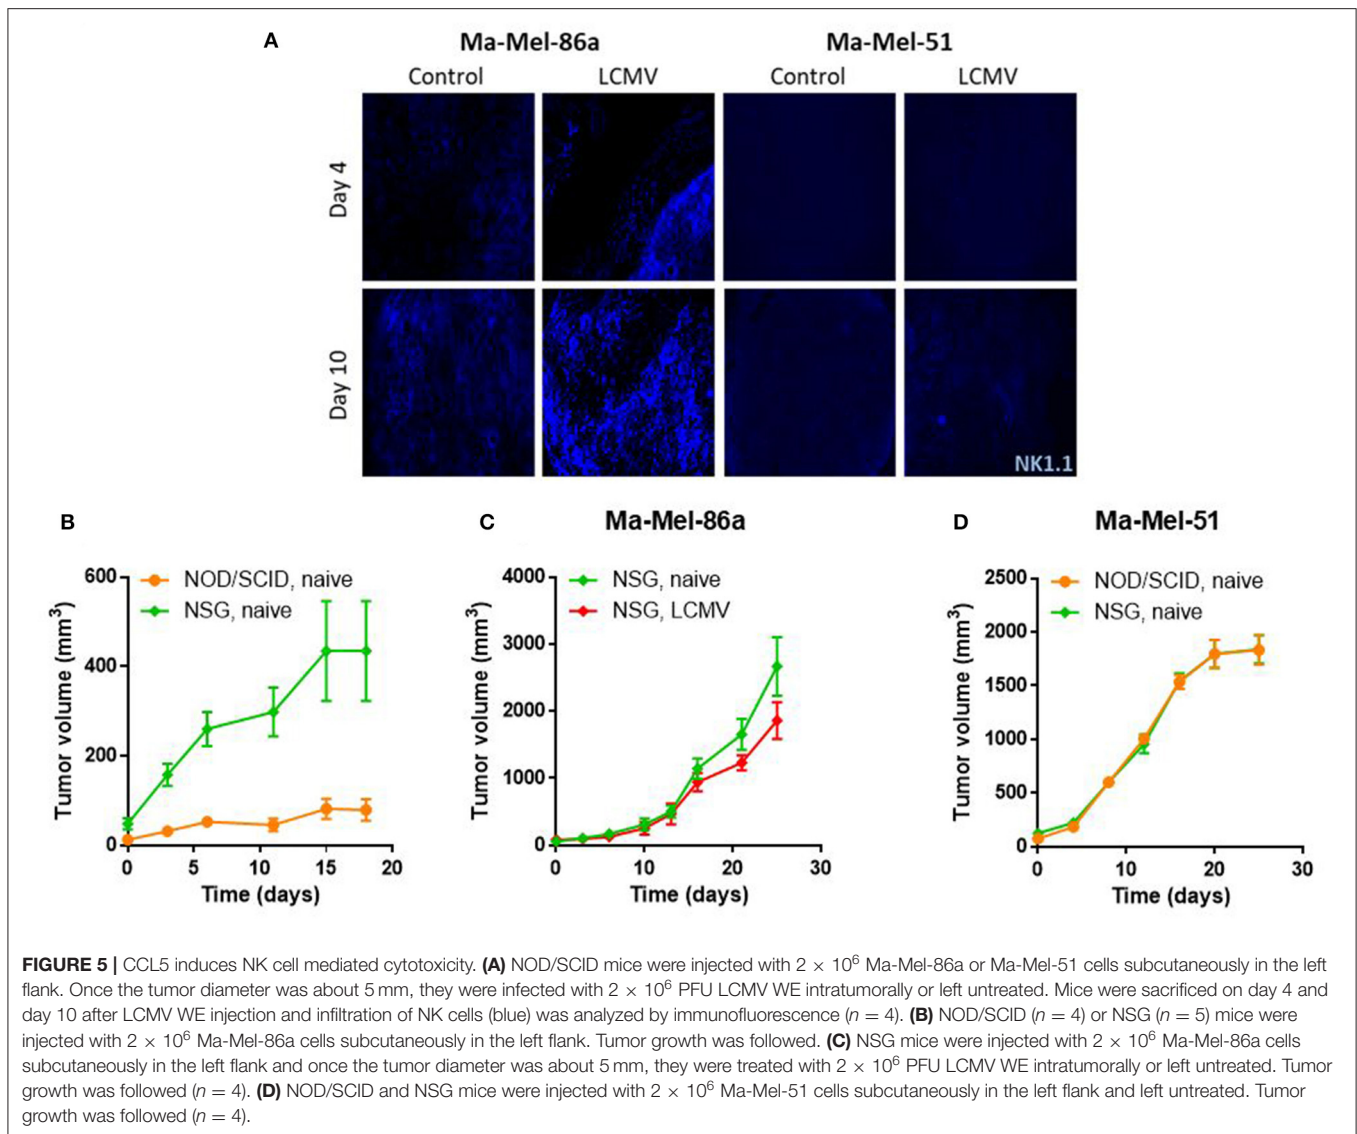 A
Ma-Mel-86a
Ma-Mel-51
Control
LCMV
Control
LCMV
Day 4
Day 10
NK1.1
B
NOD/SCID, naive
NSG, naive
Tumor volume (mm³)
600
400
200
0
0 5 10 15 20
Time (days)
C
Ma-Mel-86a
NSG, naive
NSG, LCMV
Tumor volume (mm³)
4000
3000
2000
1000
0
0 10 20 30
Time (days)
D
Ma-Mel-51
NOD/SCID, naive
NSG, naive
Tumor volume (mm³)
2500
2000
1500
1000
500
0
0 10 20 30
Time (days)
FIGURE 5 | CCL5 induces NK cell mediated cytotoxicity. (A) NOD/SCID mice were injected with 2 × 10⁶ Ma-Mel-86a or Ma-Mel-51 cells subcutaneously in the left
flank. Once the tumor diameter was about 5 mm, they were infected with 2 × 10⁶ PFU LCMV WE intratumorally or left untreated. Mice were sacrificed on day 4 and
day 10 after LCMV WE injection and infiltration of NK cells (blue) was analyzed by immunofluorescence (n = 4). (B) NOD/SCID (n = 4) or NSG (n = 5) mice were
injected with 2 × 10⁶ Ma-Mel-86a cells subcutaneously in the left flank. Tumor growth was followed. (C) NSG mice were injected with 2 × 10⁶ Ma-Mel-86a cells
subcutaneously in the left flank and once the tumor diameter was about 5 mm, they were treated with 2 × 10⁶ PFU LCMV WE intratumorally or left untreated. Tumor
growth was followed (n = 4). (D) NOD/SCID and NSG mice were injected with 2 × 10⁶ Ma-Mel-51 cells subcutaneously in the left flank and left untreated. Tumor
growth was followed (n = 4).